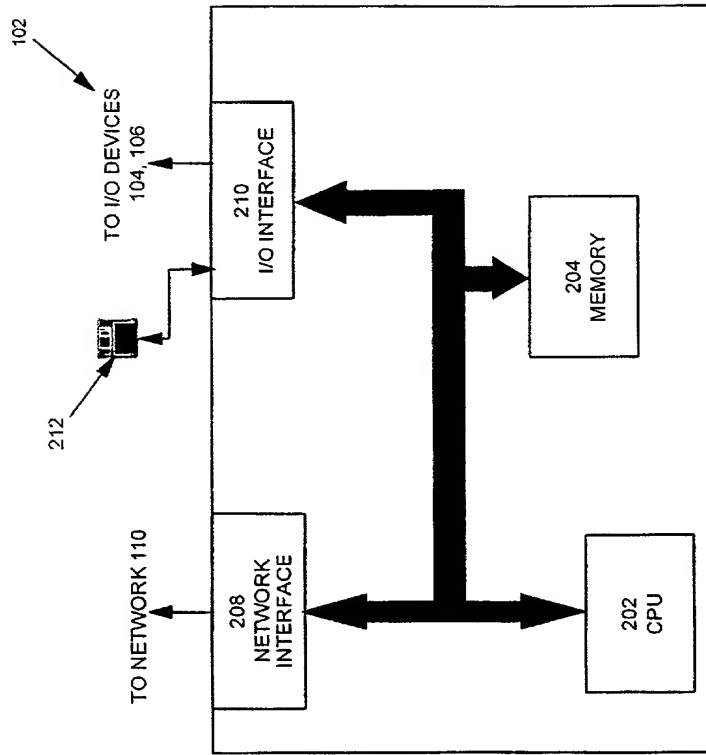 102
TO I/O DEVICES
104, 106
212
TO NETWORK 110
210
I/O INTERFACE
208
NETWORK
INTERFACE
204
MEMORY
202
CPU